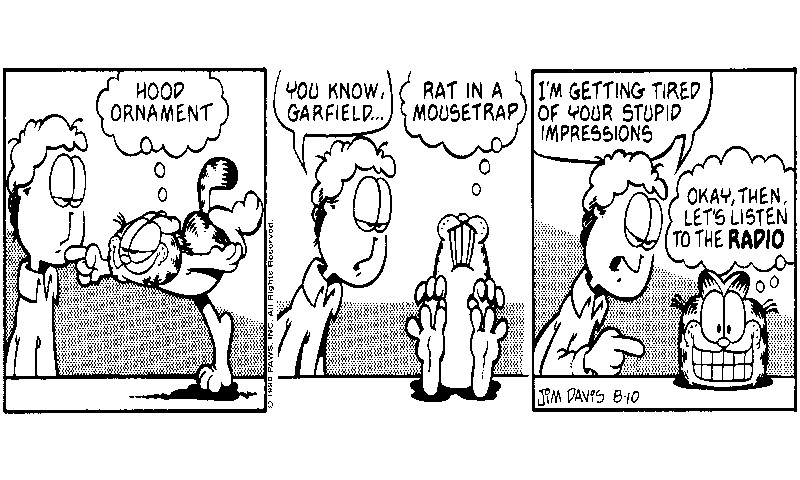 HOOD
ORNAMENT
YOU KNOW,
GARFIELD...
RAT IN A
MOUSETRAP
I'M GETTING TIRED
OF YOUR STUPID
IMPRESSIONS
OKAY, THEN.
LET'S LISTEN
TO THE RADIO
PAWS, INC. All Rights Reserved.
JIM DAVIS 8-10